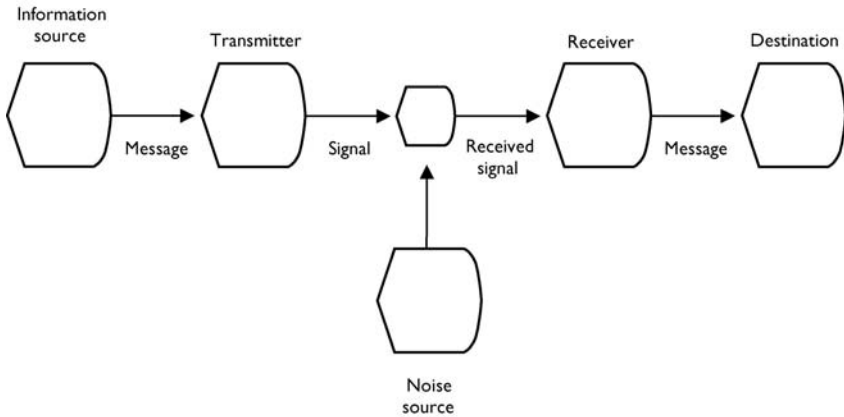 Information
source
Transmitter
Receiver
Destination
Message
Signal
Received
signal
Message
Noise
source